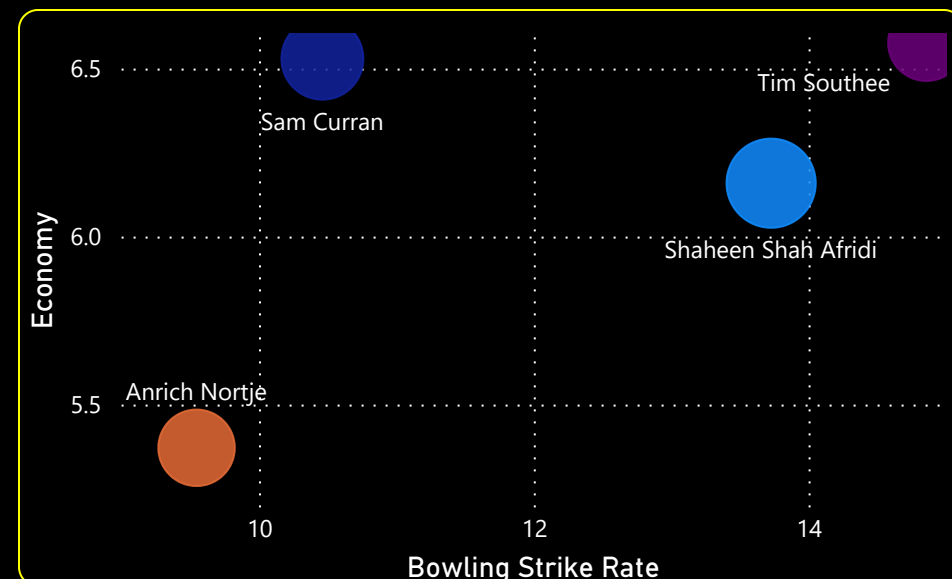 6.5
Tim Southee
Sam Curran
6.0
Shaheen Shah Afridi
Economy
Anrich Nortje
5.5
10 12 14
Bowling Strike Rate